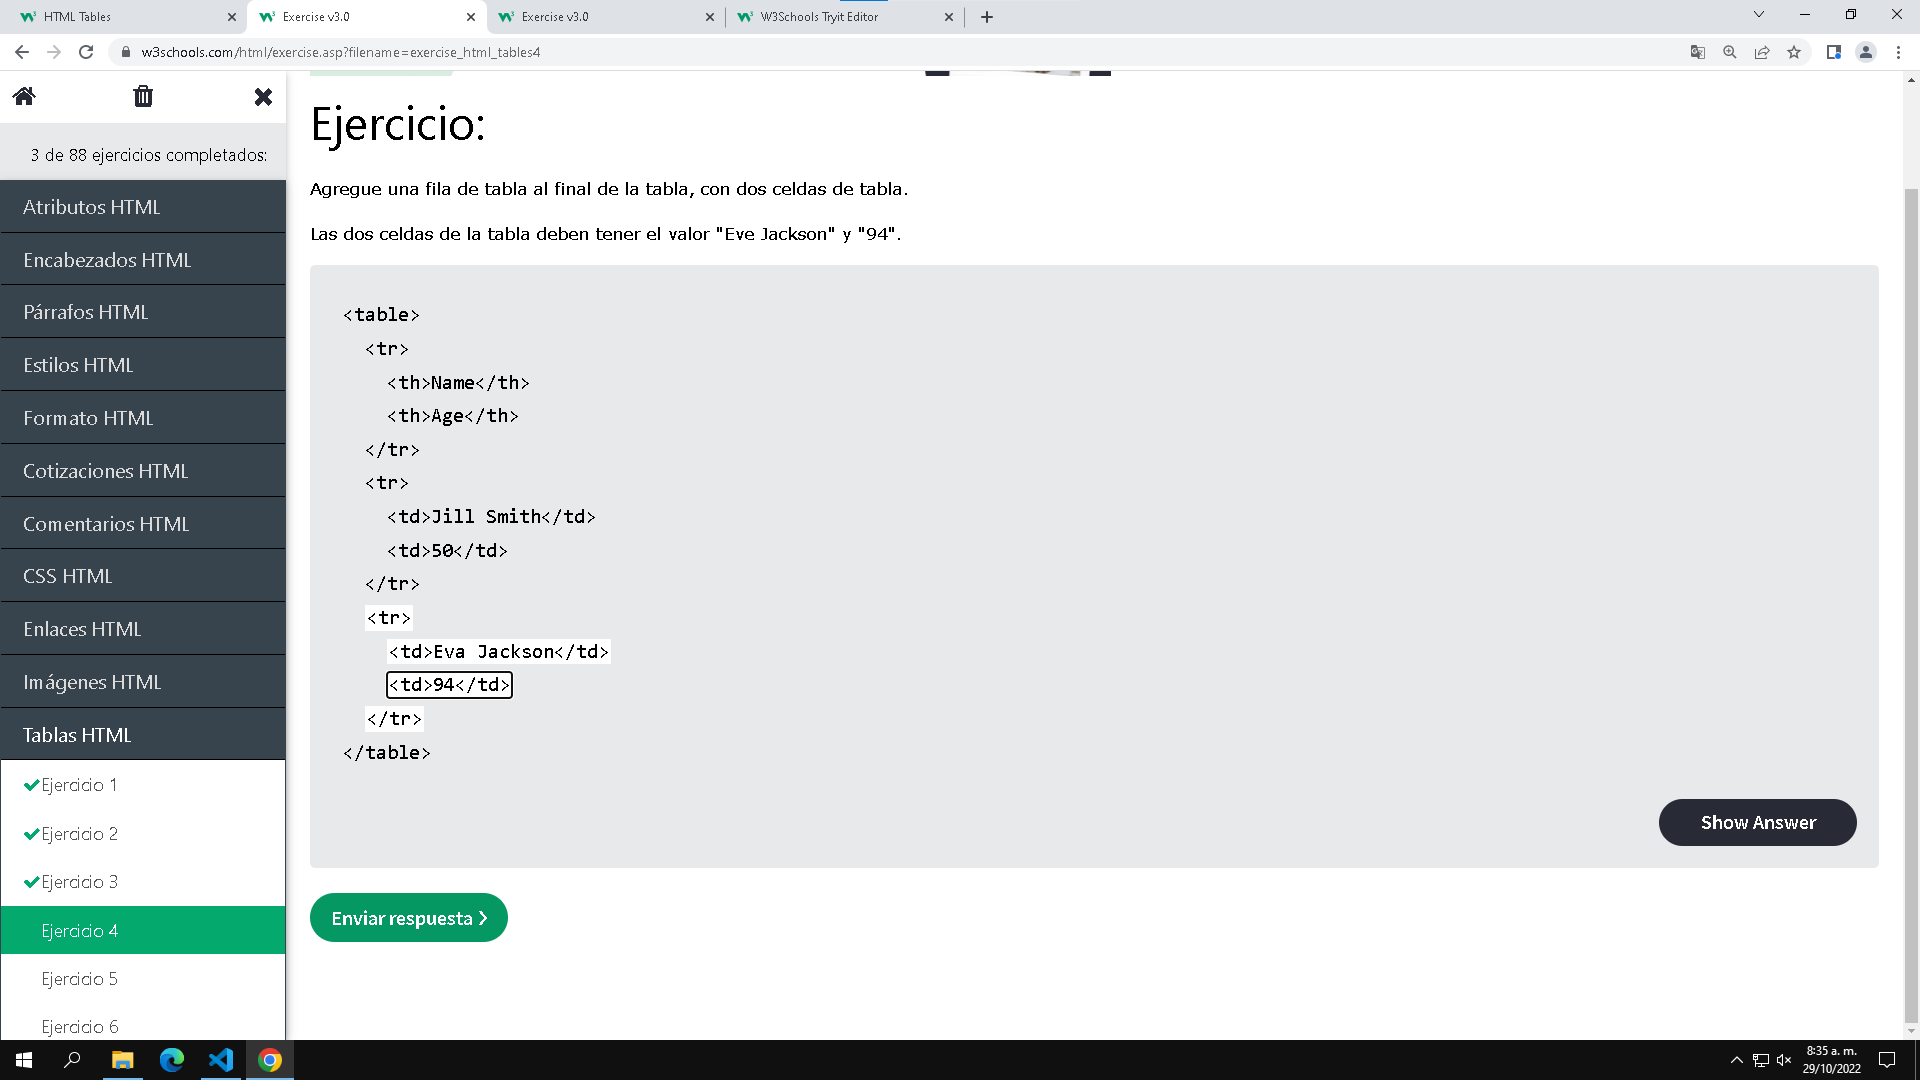 HTML Tables
Exercise v3.0
Exercise v3.0
W3Schools Tryit Editor
w3schools.com/html/exercise.asp?filename=exercise_html_tables4
3 de 88 ejercicios completados:
Atributos HTML
Encabezados HTML
Párrafos HTML
Estilos HTML
Formato HTML
Cotizaciones HTML
Comentarios HTML
CSS HTML
Enlaces HTML
Imágenes HTML
Tablas HTML
Ejercicio 1
Ejercicio 2
Ejercicio 3
Ejercicio 4
Ejercicio 5
Ejercicio 6
Ejercicio:
Agregue una fila de tabla al final de la tabla, con dos celdas de tabla.
Las dos celdas de la tabla deben tener el valor "Eve Jackson" y "94".
<table>
<tr>
<th>Name</th>
<th>Age</th>
</tr>
<tr>
<td>Jill Smith</td>
<td>50</td>
</tr>
<tr>
<td>Eva Jackson</td>
<td>94</td>
</tr>
</table>
Show Answer
Enviar respuesta ❯
8:35 a. m.
29/10/2022